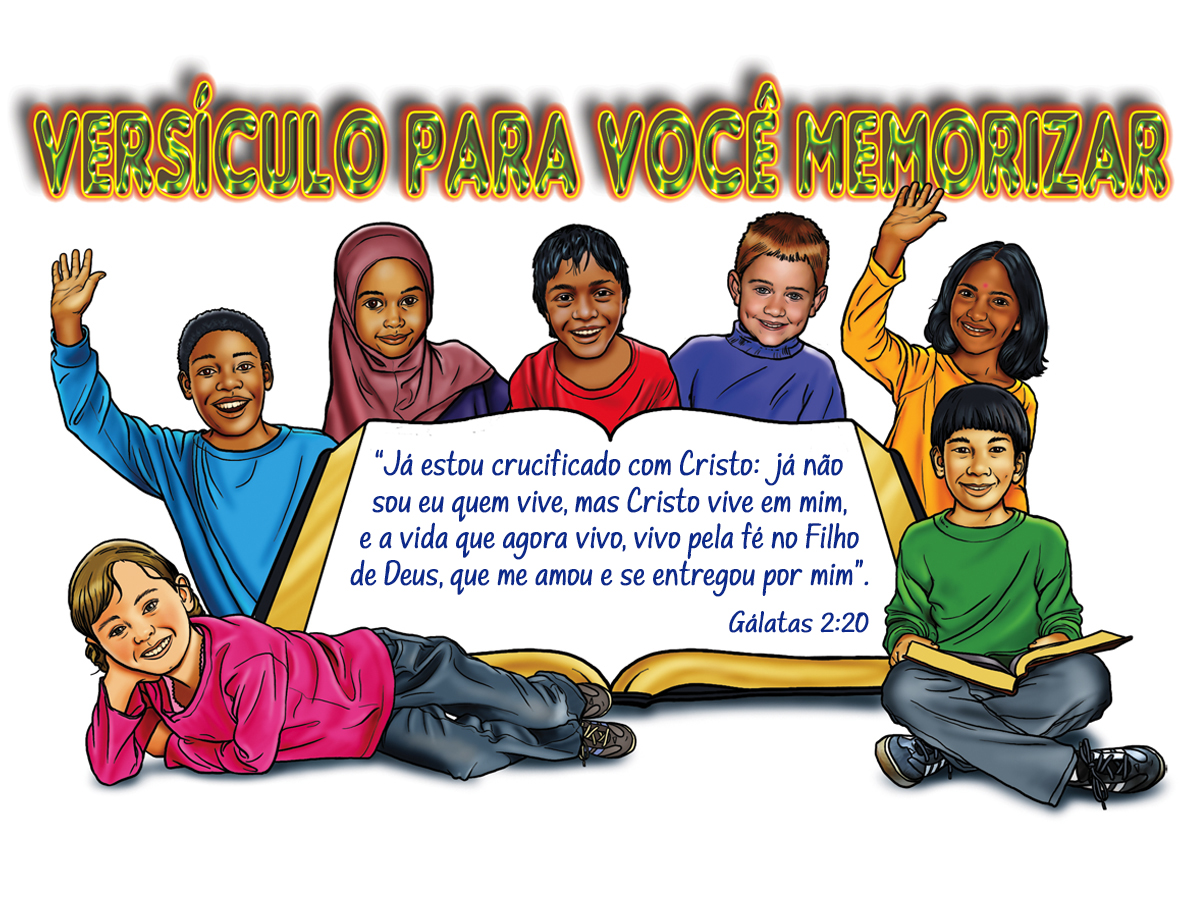 VERSÍCULO PARA VOCÊ MEMORIZAR
“Já estou crucificado com Cristo:  já não
sou eu quem vive, mas Cristo vive em mim,
e a vida que agora vivo, vivo pela fé no Filho
de Deus, que me amou e se entregou por mim”.
Gálatas 2:20